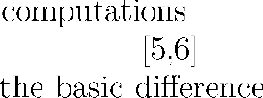 computations
[5,6]
the basic difference